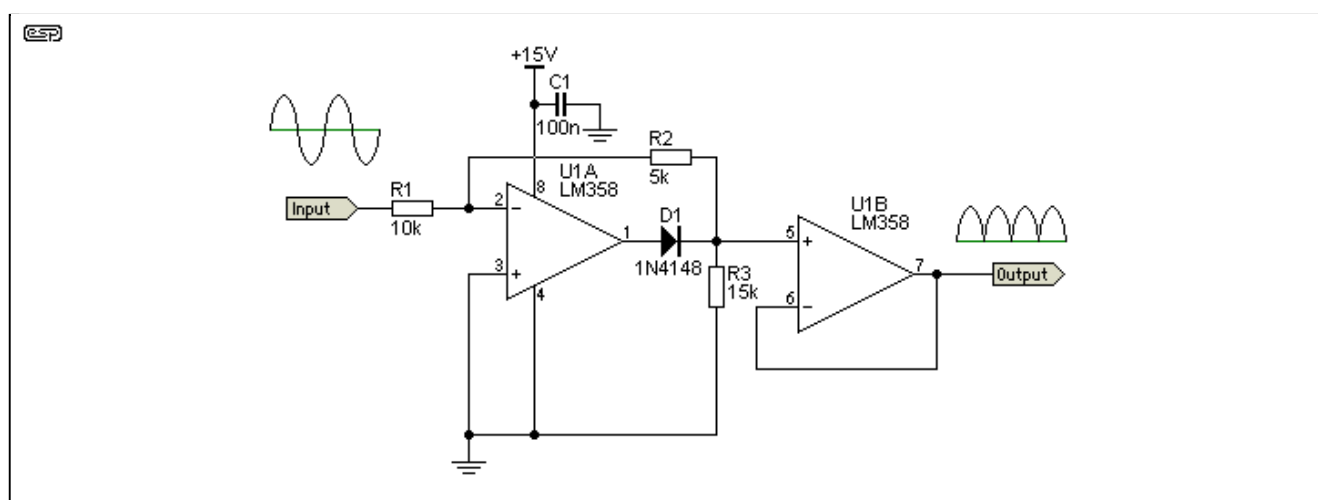 esp
+15V
C1
100n
R2
5k
U1A
LM358
8
Input
R1
10k
2
−
3
+
4
1
D1
1N4148
R3
15k
U1B
LM358
5
+
6
−
7
Output